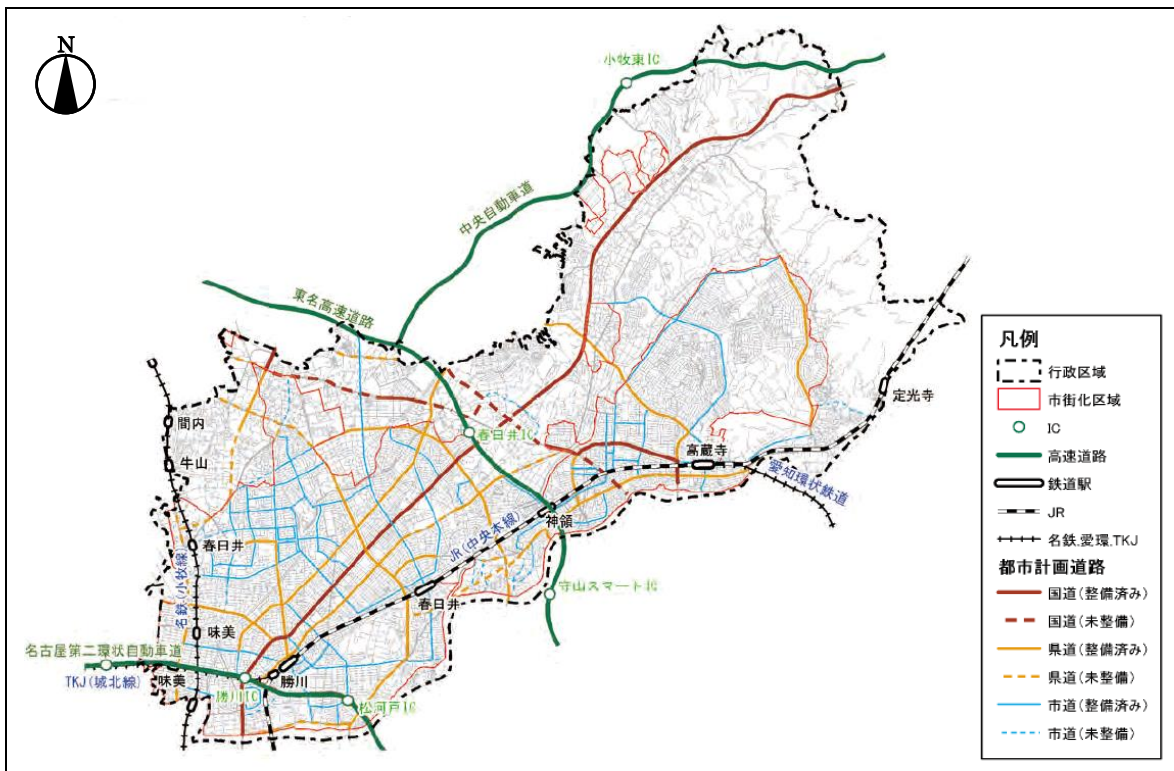 N
小牧東IC
中央自動車道
東名高速道路
間内
牛山
春日井IC
高蔵寺
定光寺
愛知環状鉄道
神領
JR(中央本線)
春日井
名鉄(小牧線)
春日井
守山スマートIC
味美
名古屋第二環状自動車道
TKJ(城北線)
味美
勝川
勝川IC
松河戸IC
凡例
行政区域
市街化区域
IC
高速道路
鉄道駅
JR
名鉄,愛環,TKJ
都市計画道路
国道(整備済み)
国道(未整備)
県道(整備済み)
県道(未整備)
市道(整備済み)
市道(未整備)